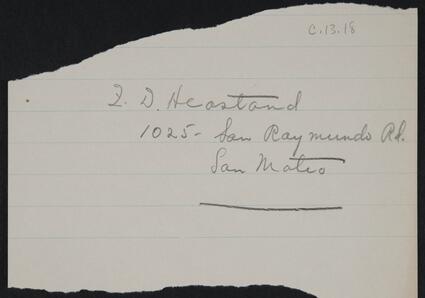 C.13.18
Z. D. Heastand
1025- San Raymundo Rd.
San Mateo